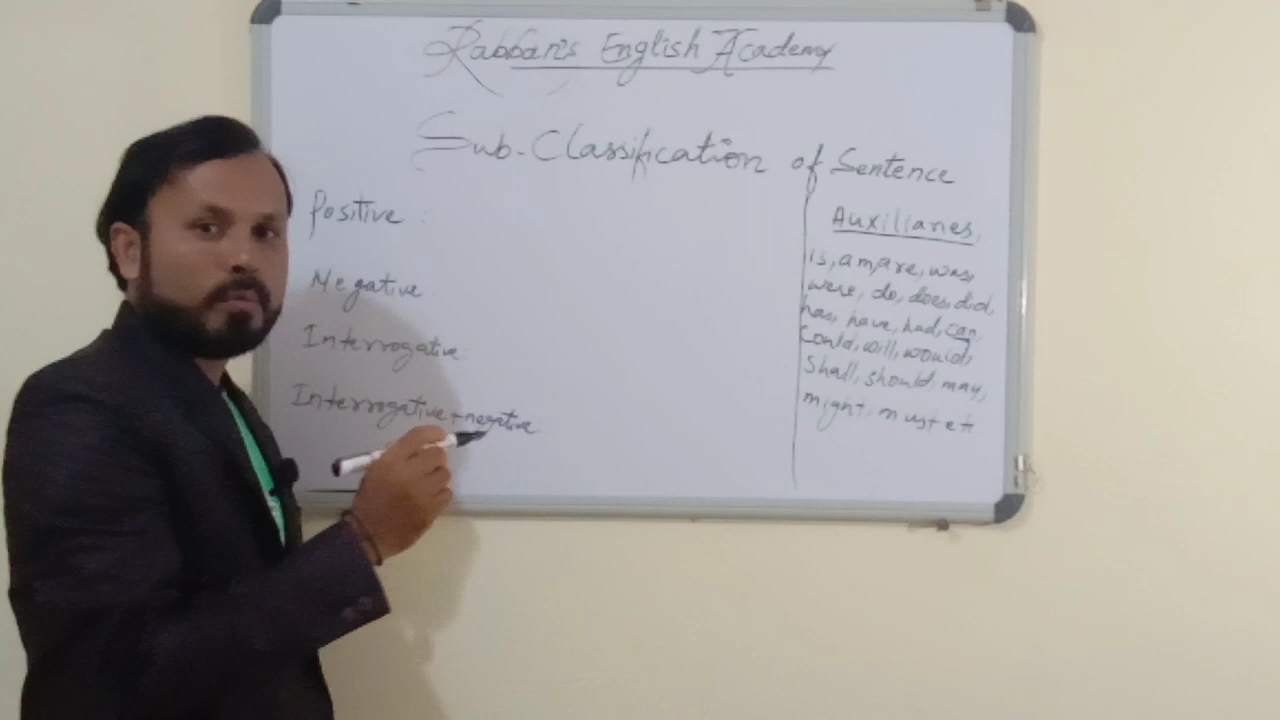 Rabban's English Academy
Sub-Classification of Sentence
Positive :
Negative
Interrogative
Interrogative + negative
Auxiliaries,
is, am, are, was,
were, do, does, did,
has, have, had, can,
Could, will, would,
Shall, should, may,
might, must etc